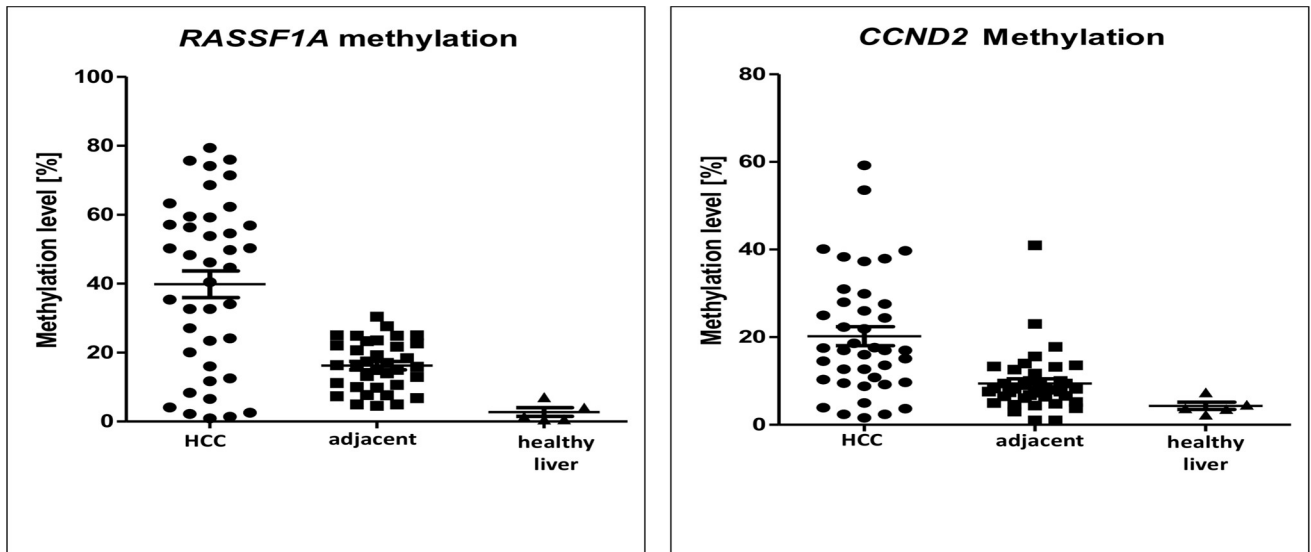 RASSF1A methylation
Methylation level [%]
100
80
60
40
20
0
HCC
adjacent
healthy
liver
CCND2 Methylation
Methylation level [%]
80
60
40
20
0
HCC
adjacent
healthy
liver